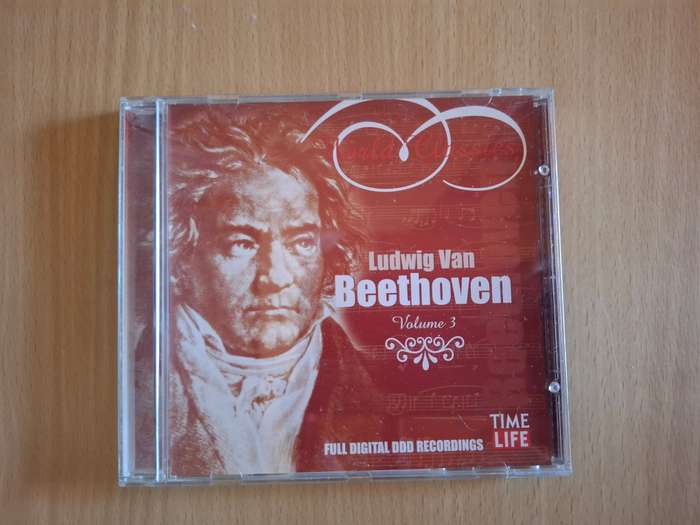 Gold Classics
Ludwig Van
Beethoven
Volume 3
TIME
LIFE
FULL DIGITAL DDD RECORDINGS